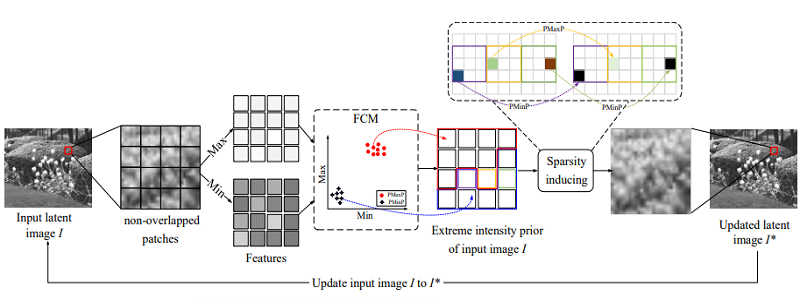 PMaxP
PMinP
PMinP
Max
Min
FCM
Max
Min
PMaxP
PMinP
Sparsity
inducing
Input latent
image I
non-overlapped
patches
Features
Extreme intensity prior
of input image I
Updated latent
image I*
Update input image I to I*